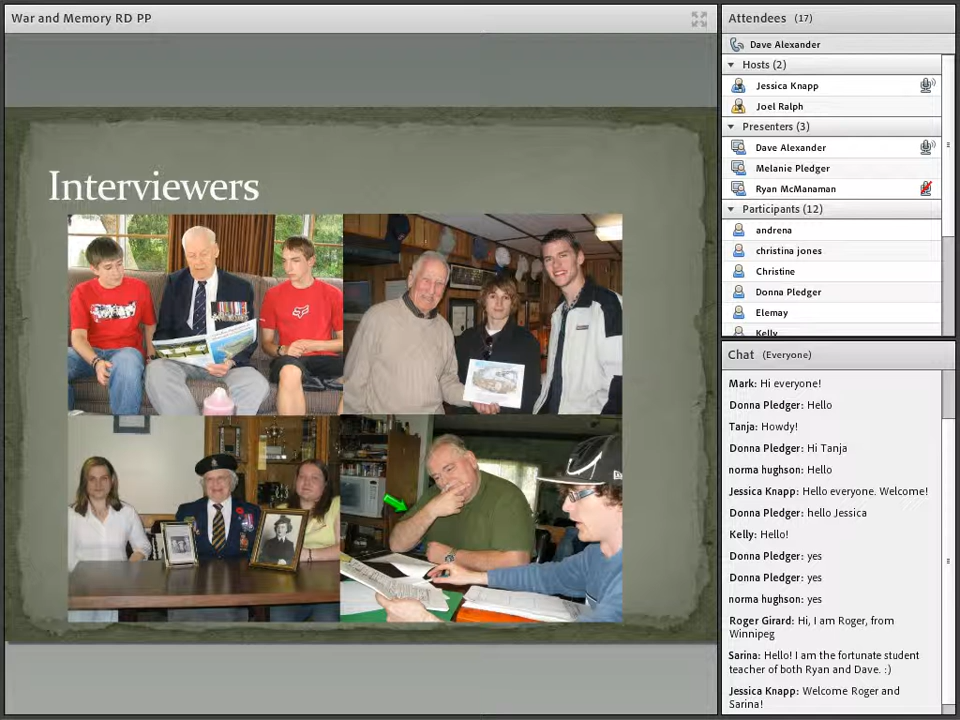 War and Memory RD PP
Interviewers
Attendees (17)
Dave Alexander
Hosts (2)
Jessica Knapp
Joel Ralph
Presenters (3)
Dave Alexander
Melanie Pledger
Ryan McManaman
Participants (12)
andrena
christina jones
Christine
Donna Pledger
Elemay
Kelly
Chat (Everyone)
Mark: Hi everyone!
Donna Pledger: Hello
Tanja: Howdy!
Donna Pledger: Hi Tanja
norma hughson: Hello
Jessica Knapp: Hello everyone. Welcome!
Donna Pledger: hello Jessica
Kelly: Hello!
Donna Pledger: yes
Donna Pledger: yes
norma hughson: yes
Roger Girard: Hi, I am Roger, from
Winnipeg
Sarina: Hello! I am the fortunate student
teacher of both Ryan and Dave. :)
Jessica Knapp: Welcome Roger and
Sarina!